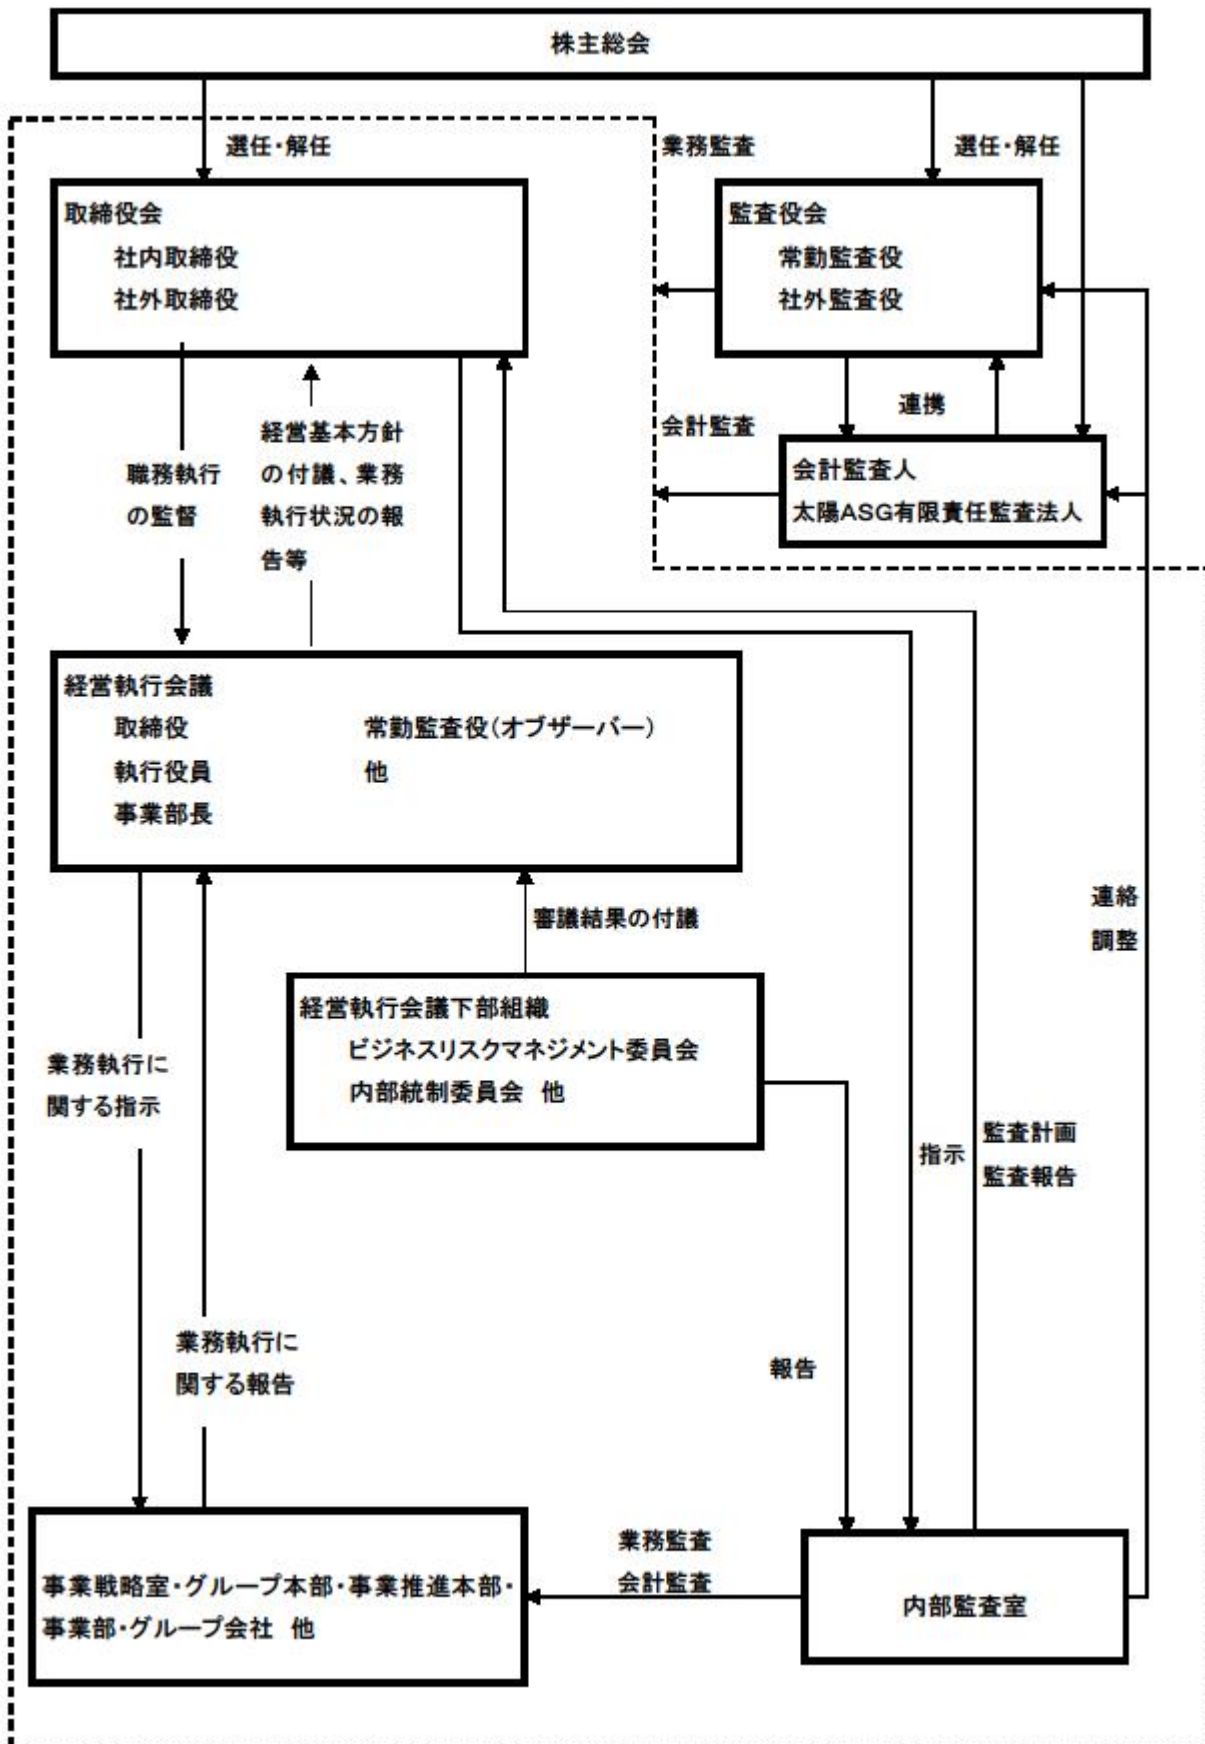 株主総会
選任・解任
業務監査
選任・解任
取締役会
社内取締役
社外取締役
監査役会
常勤監査役
社外監査役
連携
会計監査
会計監査人
太陽ASG有限責任監査法人
職務執行
の監督
経営基本方針
の付議、業務
執行状況の報
告等
経営執行会議
取締役
常勤監査役(オブザーバー)
執行役員
他
事業部長
審議結果の付議
連絡
調整
経営執行会議下部組織
ビジネスリスクマネジメント委員会
内部統制委員会 他
業務執行に
関する指示
指示
監査計画
監査報告
業務執行に
関する報告
報告
業務監査
会計監査
事業戦略室・グループ本部・事業推進本部・
事業部・グループ会社 他
内部監査室